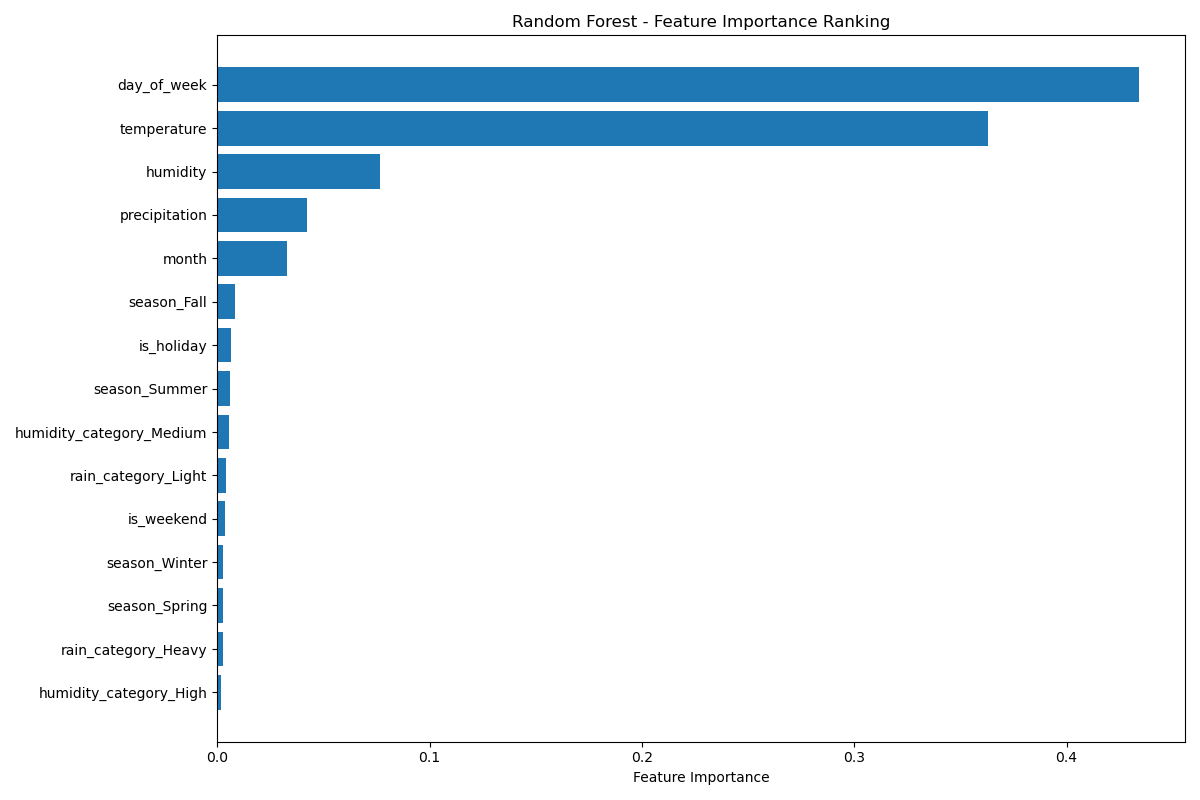 Random Forest - Feature Importance Ranking
day_of_week
temperature
humidity
precipitation
month
season_Fall
is_holiday
season_Summer
humidity_category_Medium
rain_category_Light
is_weekend
season_Winter
season_Spring
rain_category_Heavy
humidity_category_High
0.0 0.1 0.2 0.3 0.4
Feature Importance